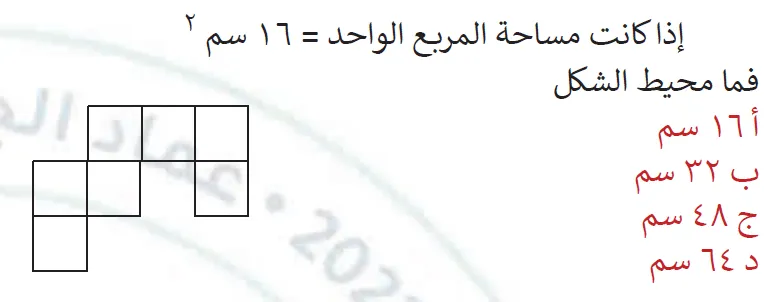 إذا كانت مساحة المربع الواحد = ١٦ سم ٢
فما محيط الشكل
أ ١٦ سم
ب ٣٢ سم
ج ٤٨ سم
د ٦٤ سم